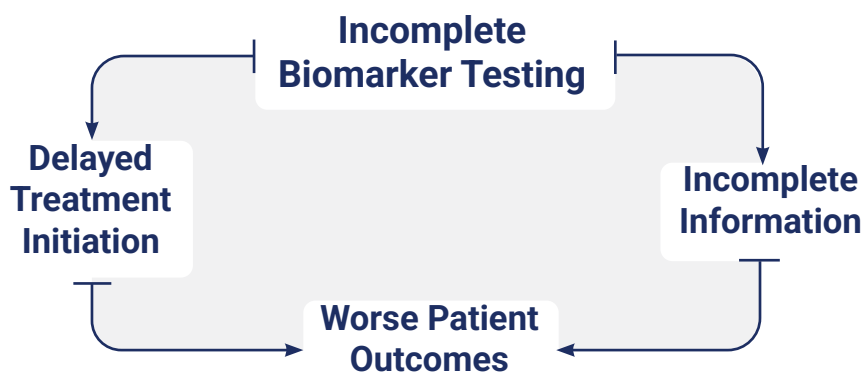 Incomplete
Biomarker Testing
Delayed
Treatment
Initiation
Incomplete
Information
Worse Patient
Outcomes